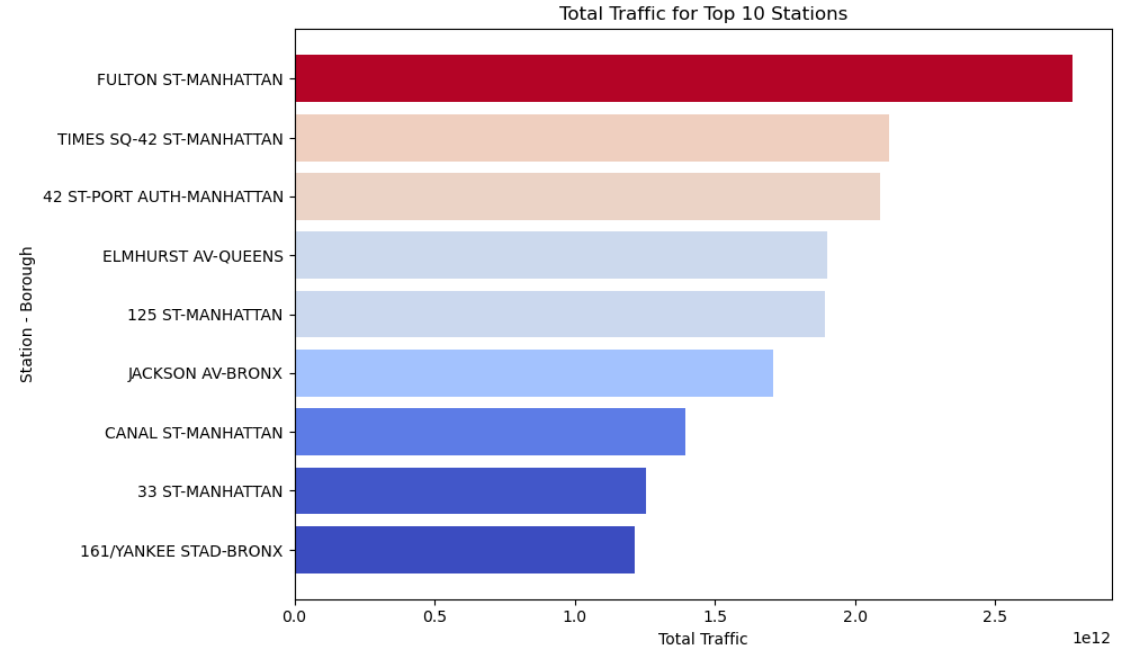 Total Traffic for Top 10 Stations
FULTON ST-MANHATTAN
TIMES SQ-42 ST-MANHATTAN
42 ST-PORT AUTH-MANHATTAN
ELMHURST AV-QUEENS
125 ST-MANHATTAN
JACKSON AV-BRONX
CANAL ST-MANHATTAN
33 ST-MANHATTAN
161/YANKEE STAD-BRONX
Station - Borough
0.0 0.5 1.0 1.5 2.0 2.5
Total Traffic
1e12